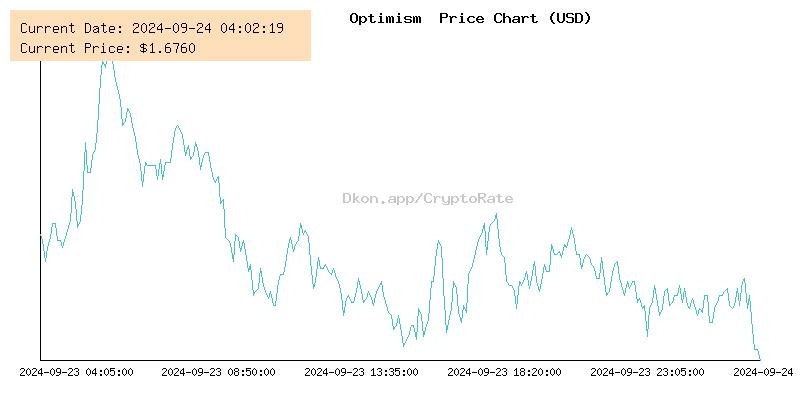 Optimism  Price Chart (USD)
Current Date: 2024-09-24 04:02:19
Current Price: $1.6760
Dkon.app/CryptoRate
2024-09-23 04:05:00 2024-09-23 08:50:00 2024-09-23 13:35:00 2024-09-23 18:20:00 2024-09-23 23:05:00 2024-09-24